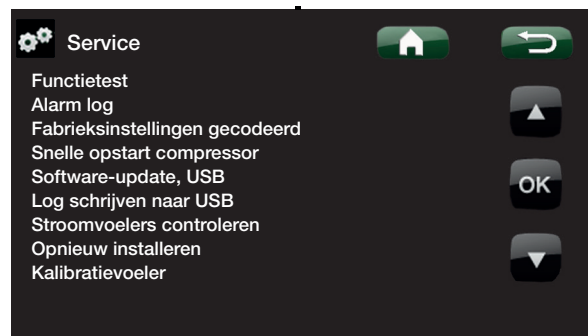 Service
Functietest
Alarm log
Fabrieksinstellingen gecodeerd
Snelle opstart compressor
Software-update, USB
OK
Log schrijven naar USB
Stroomvoelers controleren
Opnieuw installeren
Kalibratievoeler